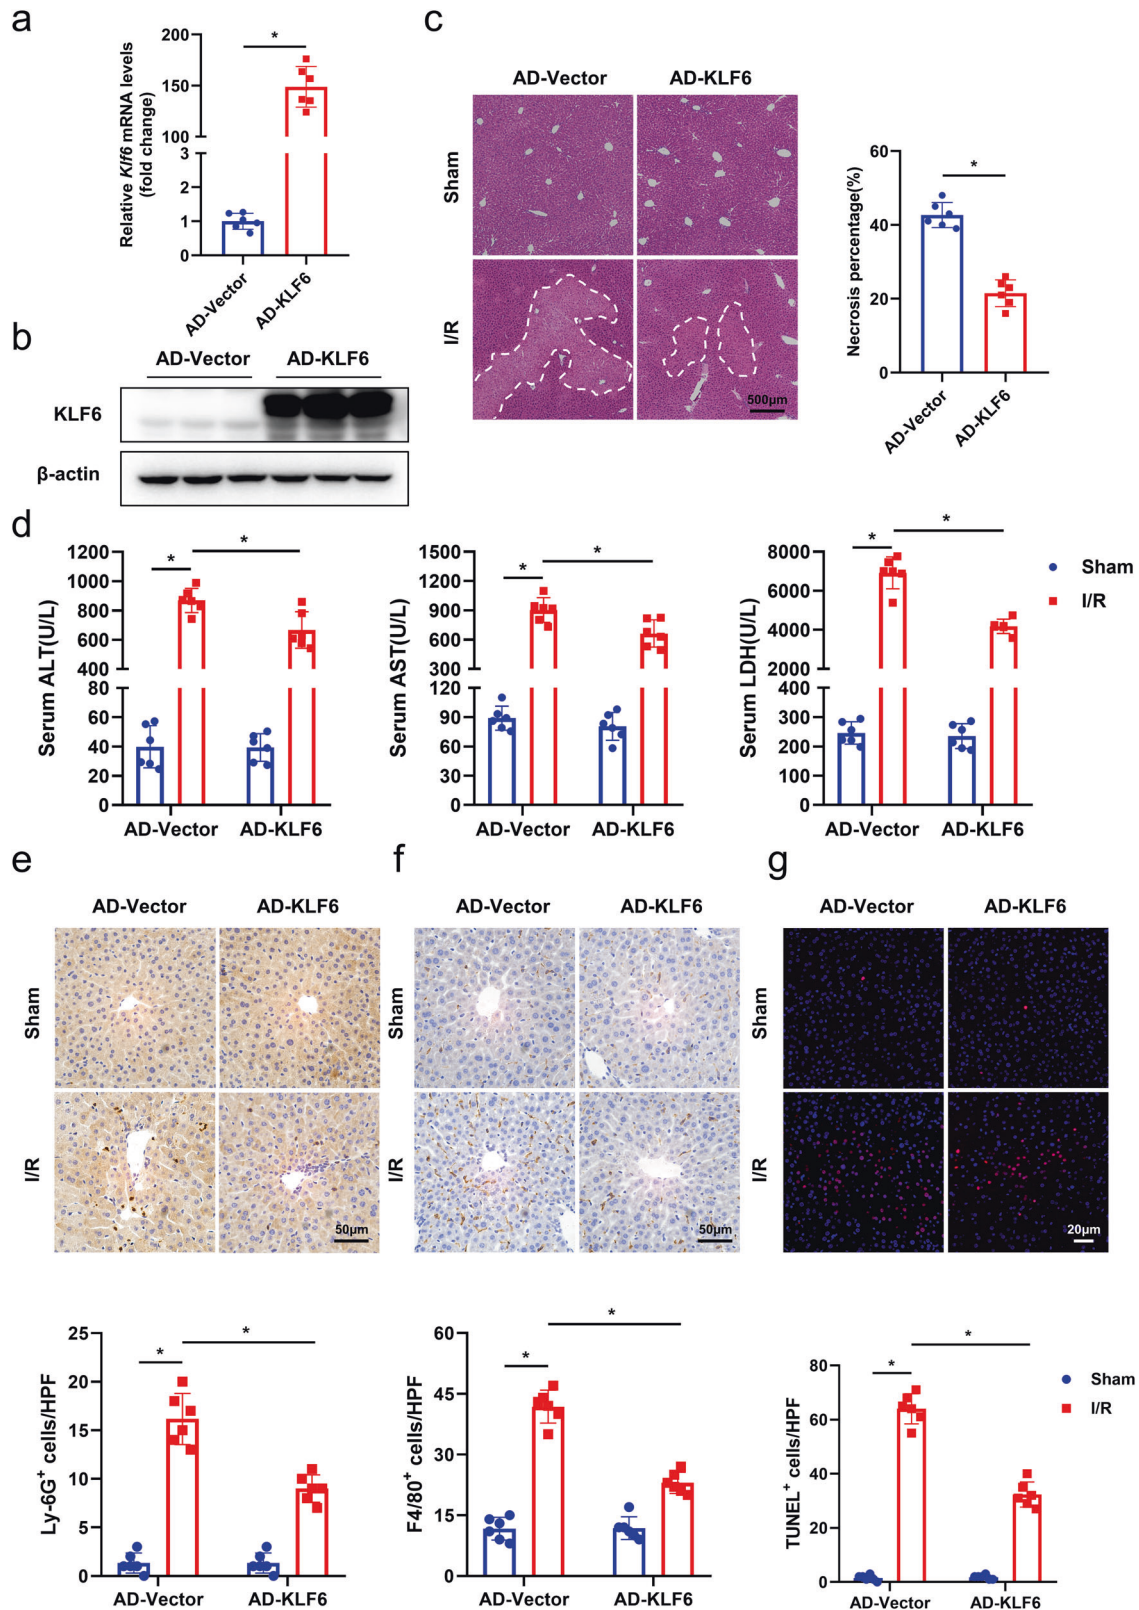 a
Relative Klf6 mRNA levels
(fold change)
200
150
100
3
2
1
0
*
AD-Vector
AD-KLF6
b
AD-Vector
AD-KLF6
KLF6
β-actin
c
AD-Vector
AD-KLF6
Sham
I/R
500μm
Necrosis percentage(%)
60
40
20
0
*
AD-Vector
AD-KLF6
d
Serum ALT(U/L)
1200
1000
800
600
400
80
60
40
20
0
*
*
AD-Vector
AD-KLF6
Serum AST(U/L)
1500
1200
900
600
300
120
90
60
30
0
*
*
AD-Vector
AD-KLF6
Serum LDH(U/L)
8000
6000
4000
2000
400
300
200
100
0
*
*
AD-Vector
AD-KLF6
Sham
I/R
e
AD-Vector
AD-KLF6
Sham
I/R
50μm
f
AD-Vector
AD-KLF6
Sham
I/R
50μm
g
AD-Vector
AD-KLF6
Sham
I/R
20μm
Ly-6G+ cells/HPF
25
20
15
10
5
0
*
*
AD-Vector
AD-KLF6
F4/80+ cells/HPF
60
45
30
15
0
*
*
AD-Vector
AD-KLF6
TUNEL+ cells/HPF
80
60
40
20
0
*
*
AD-Vector
AD-KLF6
Sham
I/R